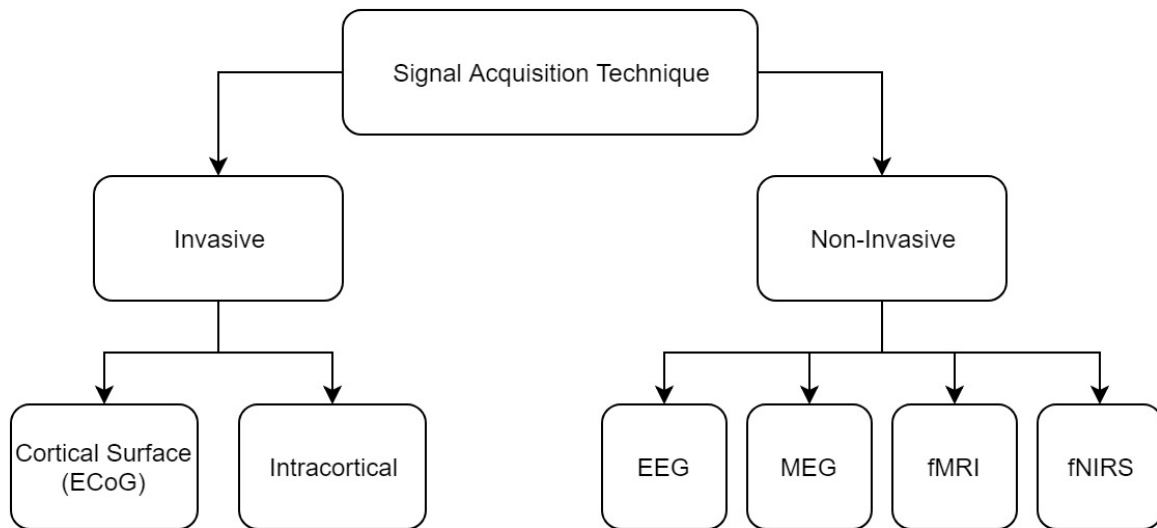 Signal Acquisition Technique
Invasive
Non-Invasive
Cortical Surface
(ECoG)
Intracortical
EEG
MEG
fMRI
fNIRS